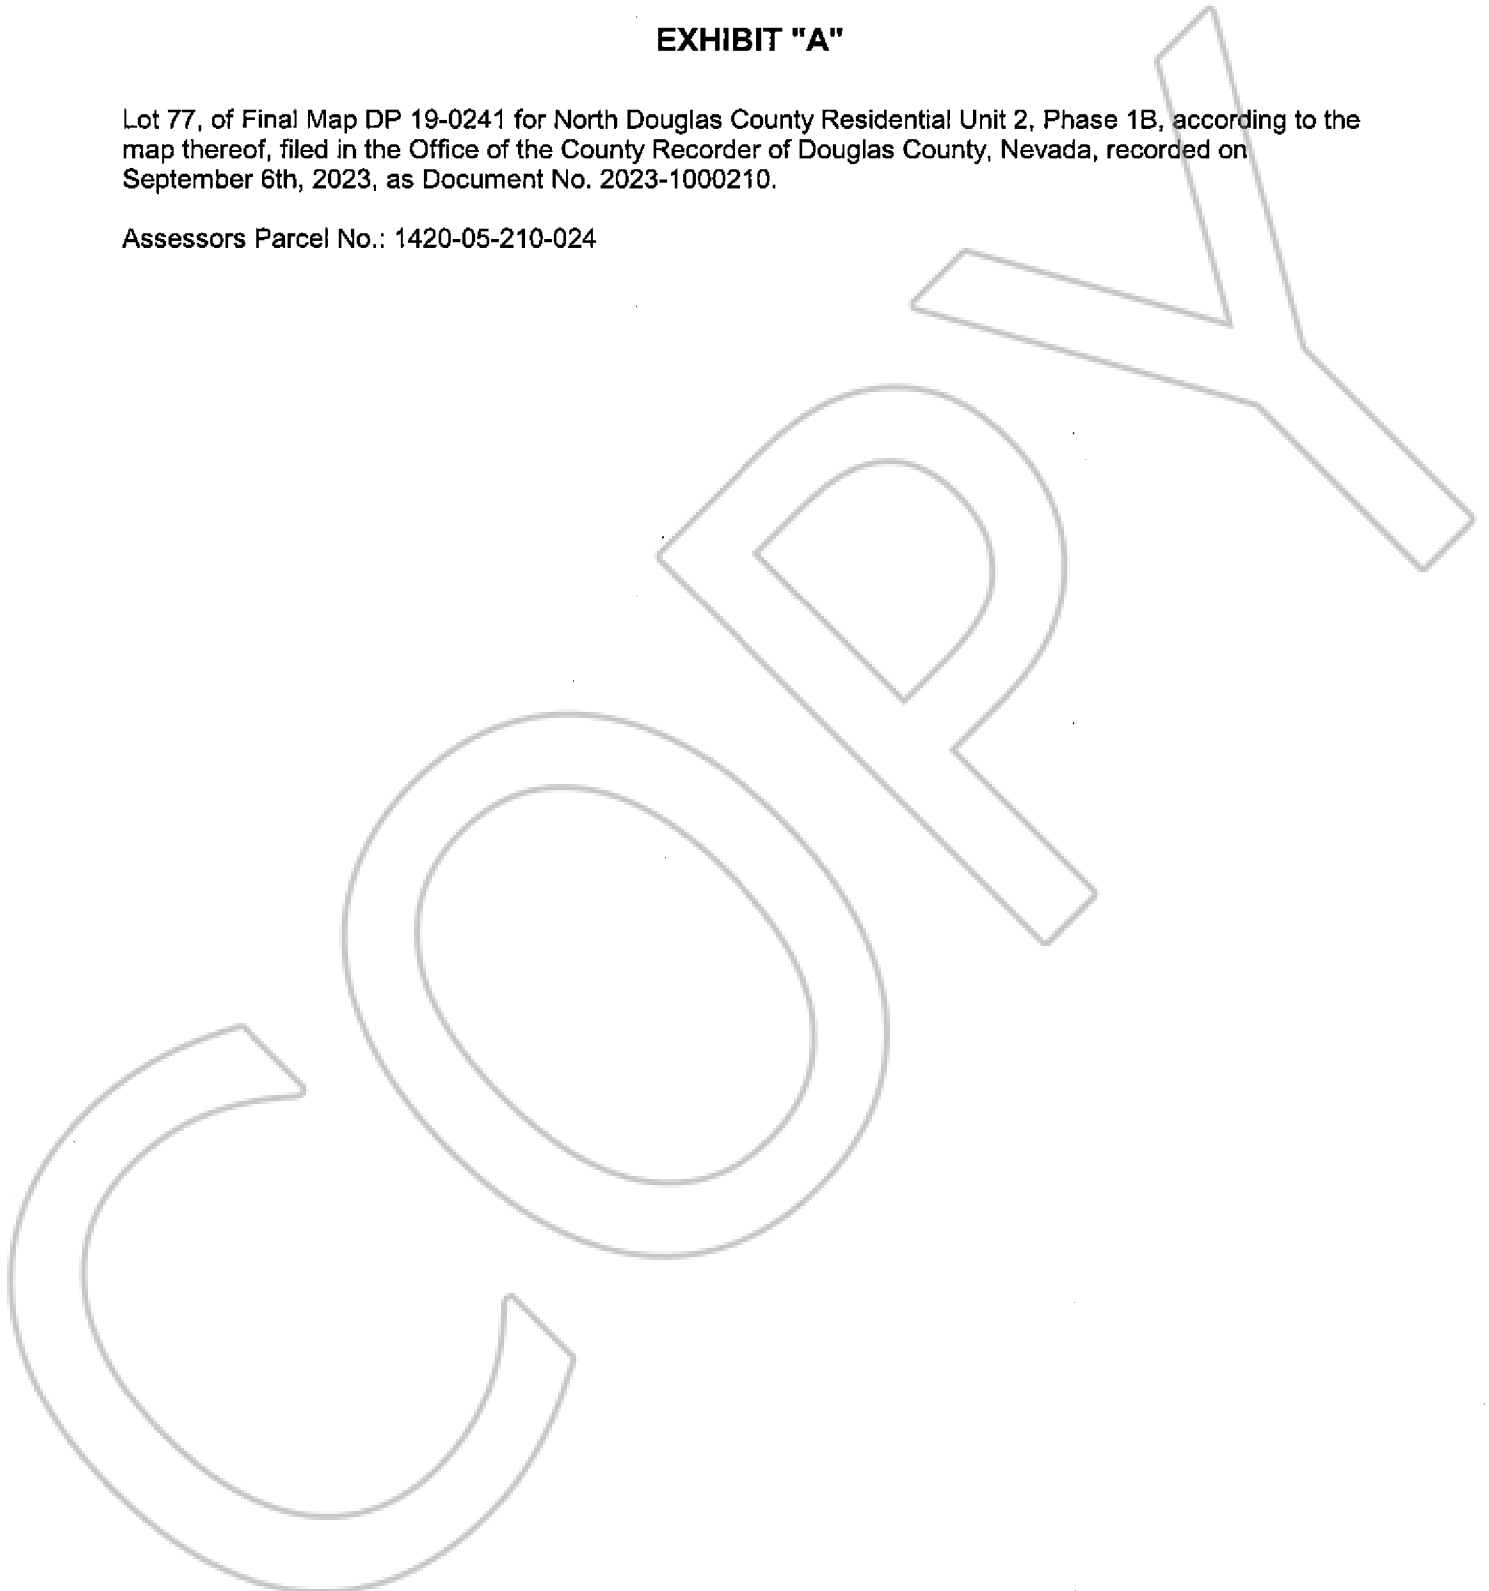 EXHIBIT "A"
Lot 77, of Final Map DP 19-0241 for North Douglas County Residential Unit 2, Phase 1B, according to the
map thereof, filed in the Office of the County Recorder of Douglas County, Nevada, recorded on
September 6th, 2023, as Document No. 2023-1000210.
Assessors Parcel No.: 1420-05-210-024
COPY